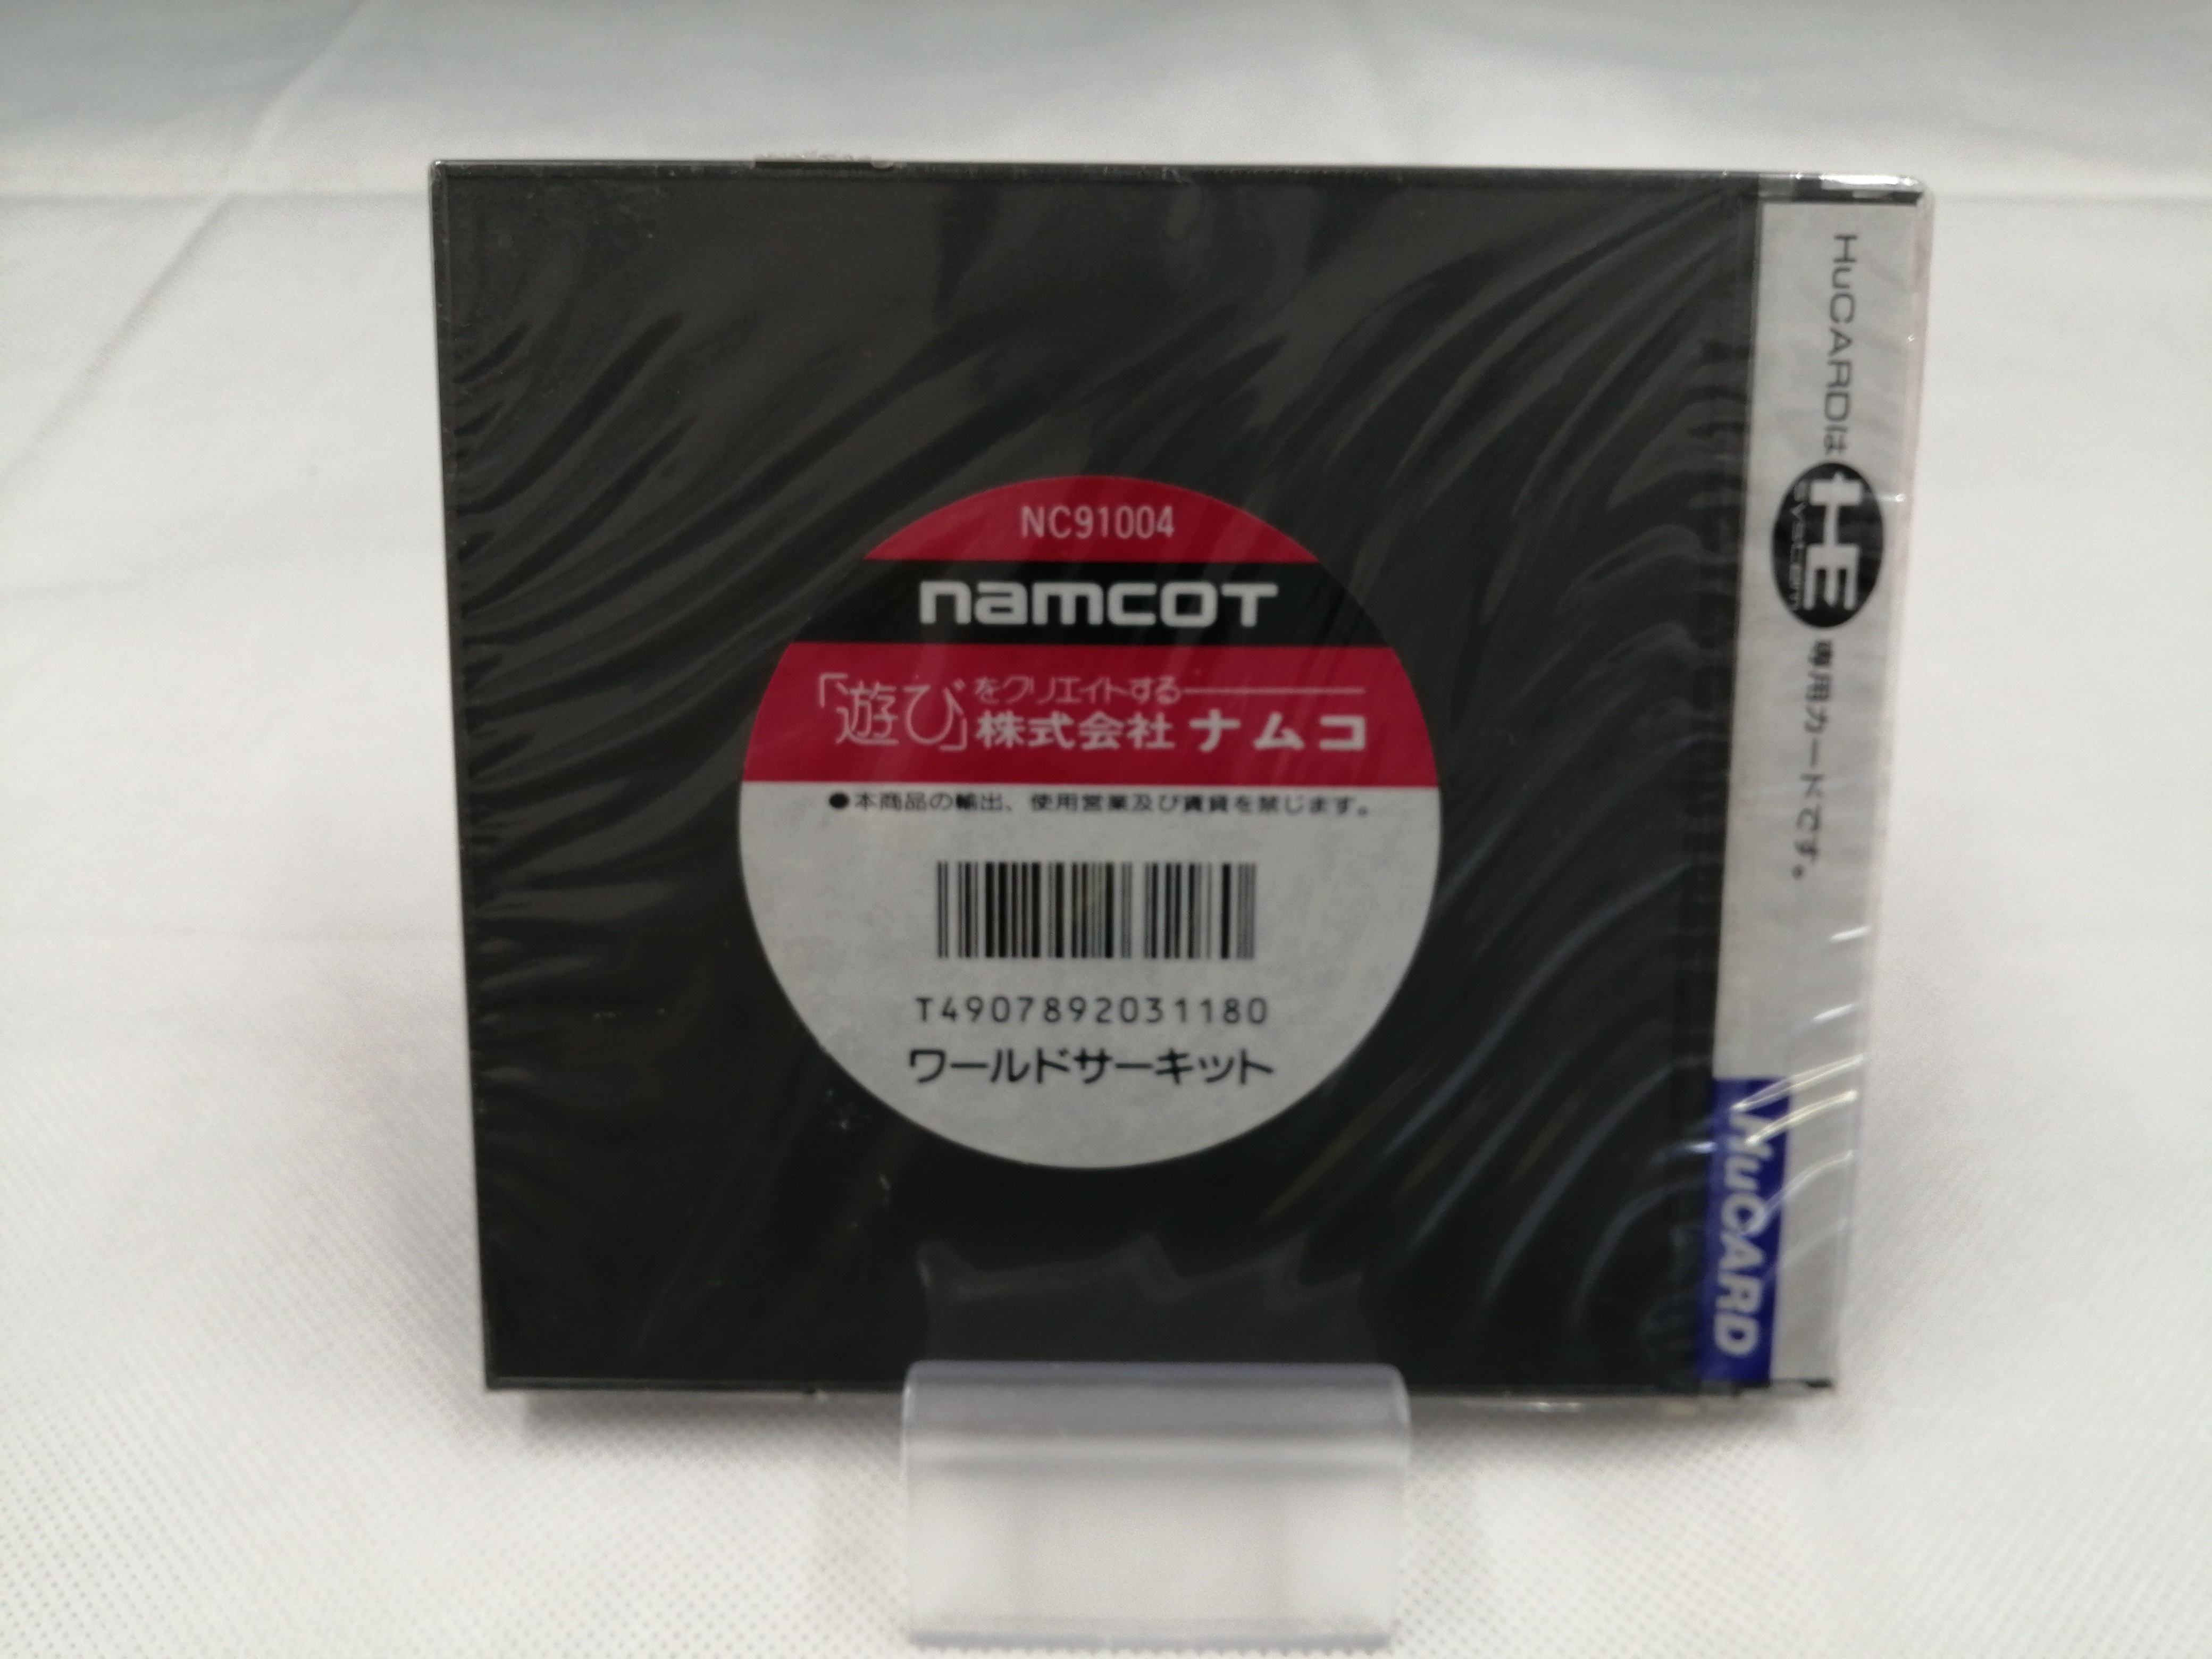 NC91004
namcot
「遊び」をクリエイトする
株式会社ナムコ
●本商品の輸出、使用営業及び賃貸を禁じます。
T4907892031180
ワールドサーキット
HuCARDは HE system 専用カードです。
HuCARD